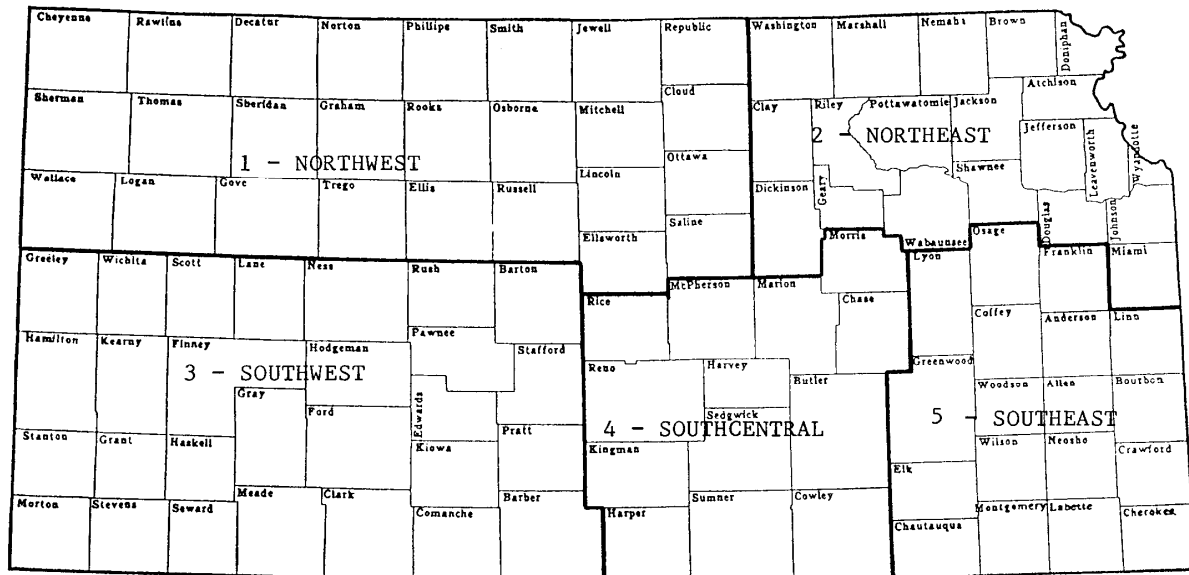 Cheyenne Rawlins Decatur Norton Phillips Smith Jewell Republic Washington Marshall Nemaha Brown Doniphan
Atchison
Sherman Thomas Sheridan Graham Rooks Osborne Mitchell Cloud Clay Riley Pottawatomie Jackson
1 - NORTHWEST
2 - NORTHEAST
Jefferson Leavenworth Wyandotte
Ottawa
Shawnee
Wallace Logan Gove Trego Ellis Russell Lincoln Dickinson Geary
Saline
Ellsworth Morris Wabaunsee Osage Douglas Johnson
Greeley Wichita Scott Lane Ness Rush Barton Lyon Franklin Miami
Rice McPherson Marion Chase
Coffey Anderson Linn
Hamilton Kearny Finney Hodgeman Pawnee Stafford
3 - SOUTHWEST
Reno Harvey Butler Greenwood
Gray Ford Edwards Sedgwick Woodson Allen Bourbon
4 - SOUTHCENTRAL
5 - SOUTHEAST
Stanton Grant Haskell Kiowa Pratt Kingman Wilson Neosho Crawford
Elk
Meade Clark Barber Sumner Cowley
Morton Stevens Seward Comanche Harper Chautauqua Montgomery Labette Cherokee